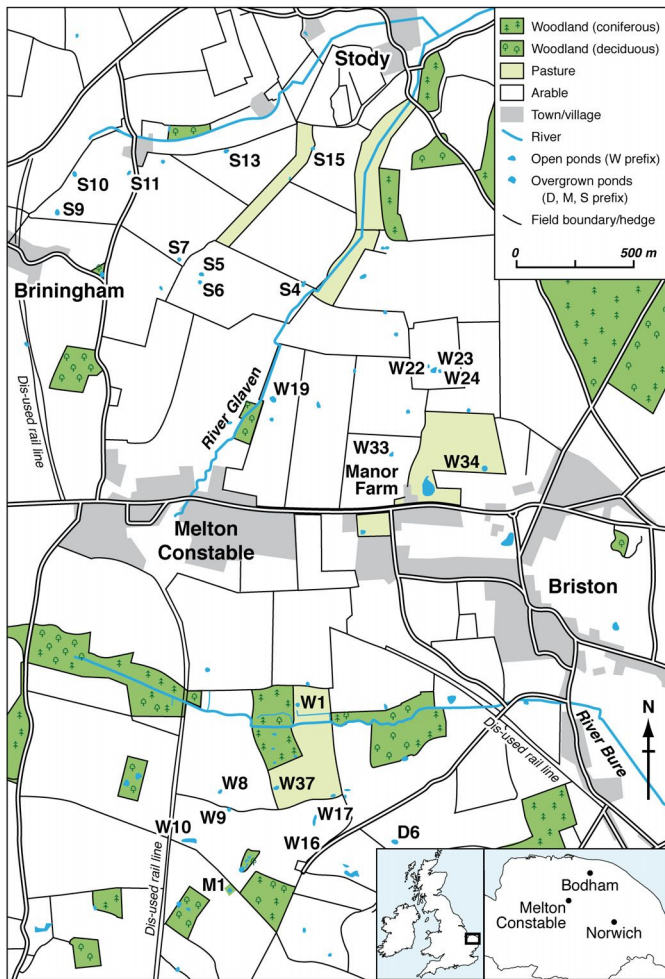 Stody
Woodland (coniferous)
Woodland (deciduous)
Pasture
Arable
Town/village
River
Open ponds (W prefix)
Overgrown ponds
(D, M, S prefix)
Field boundary/hedge
0 500 m
S13
S15
S10
S11
S9
S7
S5
S6
S4
Briningham
Dis-used rail line
River Glaven
W22
W23
W24
W19
W33
Manor
Farm
W34
Melton
Constable
Briston
W1
N
River Bure
Dis-used rail line
W8
W37
W9
W17
W10
W16
D6
M1
Dis-used rail line
Bodham
Melton
Constable
Norwich